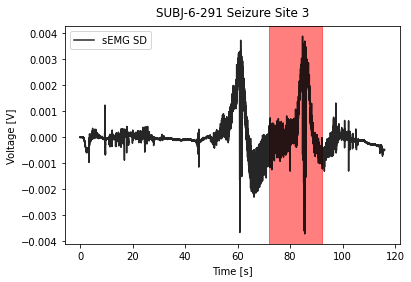 SUBJ-6-291 Seizure Site 3
sEMG SD
Voltage [V]
0.004
0.003
0.002
0.001
0.000
−0.001
−0.002
−0.003
−0.004
0 20 40 60 80 100 120
Time [s]